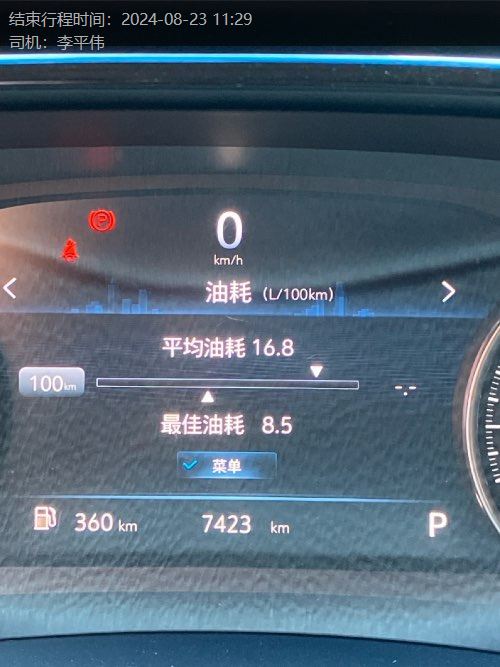 结束行程时间：2024-08-23 11:29
司机：李平伟
0
km/h
油耗 (L/100km)
平均油耗 16.8
100km --.-
最佳油耗 8.5
菜单
360 km 7423 km P